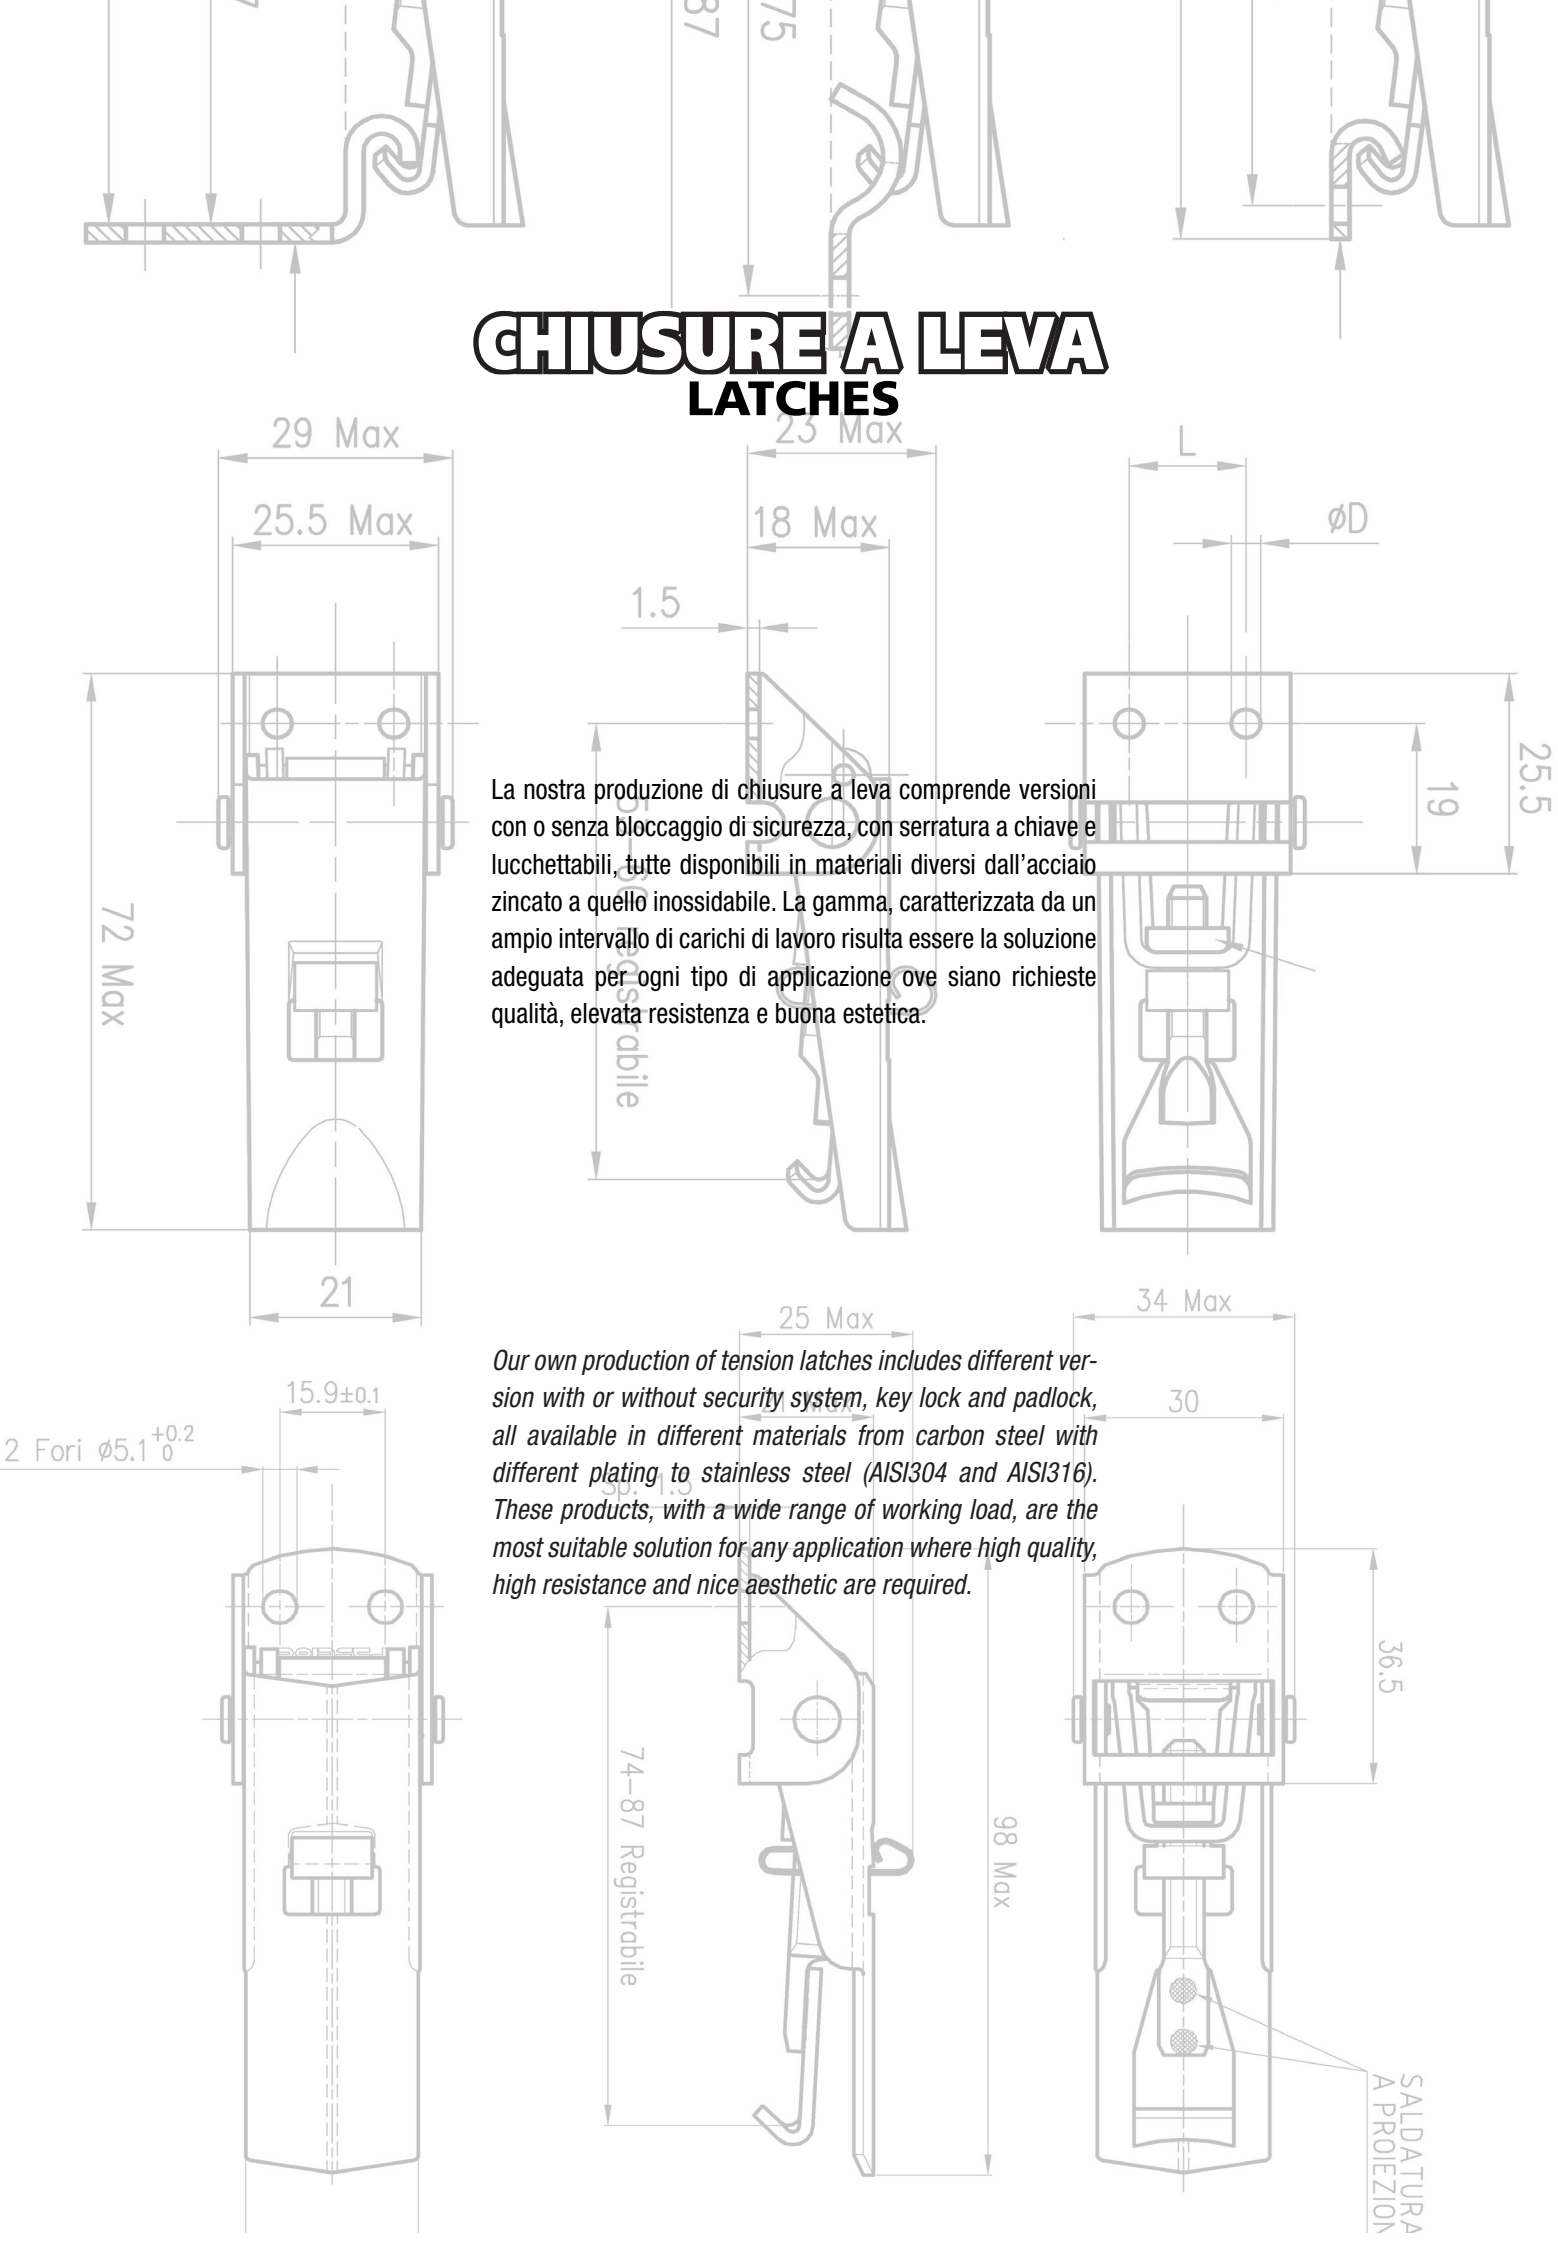 87
75
CHIUSURE A LEVA
LATCHES
29 Max
23 Max
L
25.5 Max
18 Max
øD
1.5
25.5
19
La nostra produzione di chiusure a leva comprende versioni
con o senza bloccaggio di sicurezza, con serratura a chiave e
lucchettabili, tutte disponibili in materiali diversi dall'acciaio
zincato a quello inossidabile. La gamma, caratterizzata da un
ampio intervallo di carichi di lavoro risulta essere la soluzione
adeguata per ogni tipo di applicazione ove siano richieste
qualità, elevata resistenza e buona estetica.
72 Max
registrabile
21
25 Max
34 Max
Our own production of tension latches includes different ver-
sion with or without security system, key lock and padlock,
all available in different materials from carbon steel with
different plating to stainless steel (AISI304 and AISI316).
These products, with a wide range of working load, are the
most suitable solution for any application where high quality,
high resistance and nice aesthetic are required.
15.9±0.1
21 Max
30
2 Fori ø5.1 +0.2 0
Sp. 1.5
36.5
74-87 Registrabile
98 Max
SALDATURA
A PROIEZION